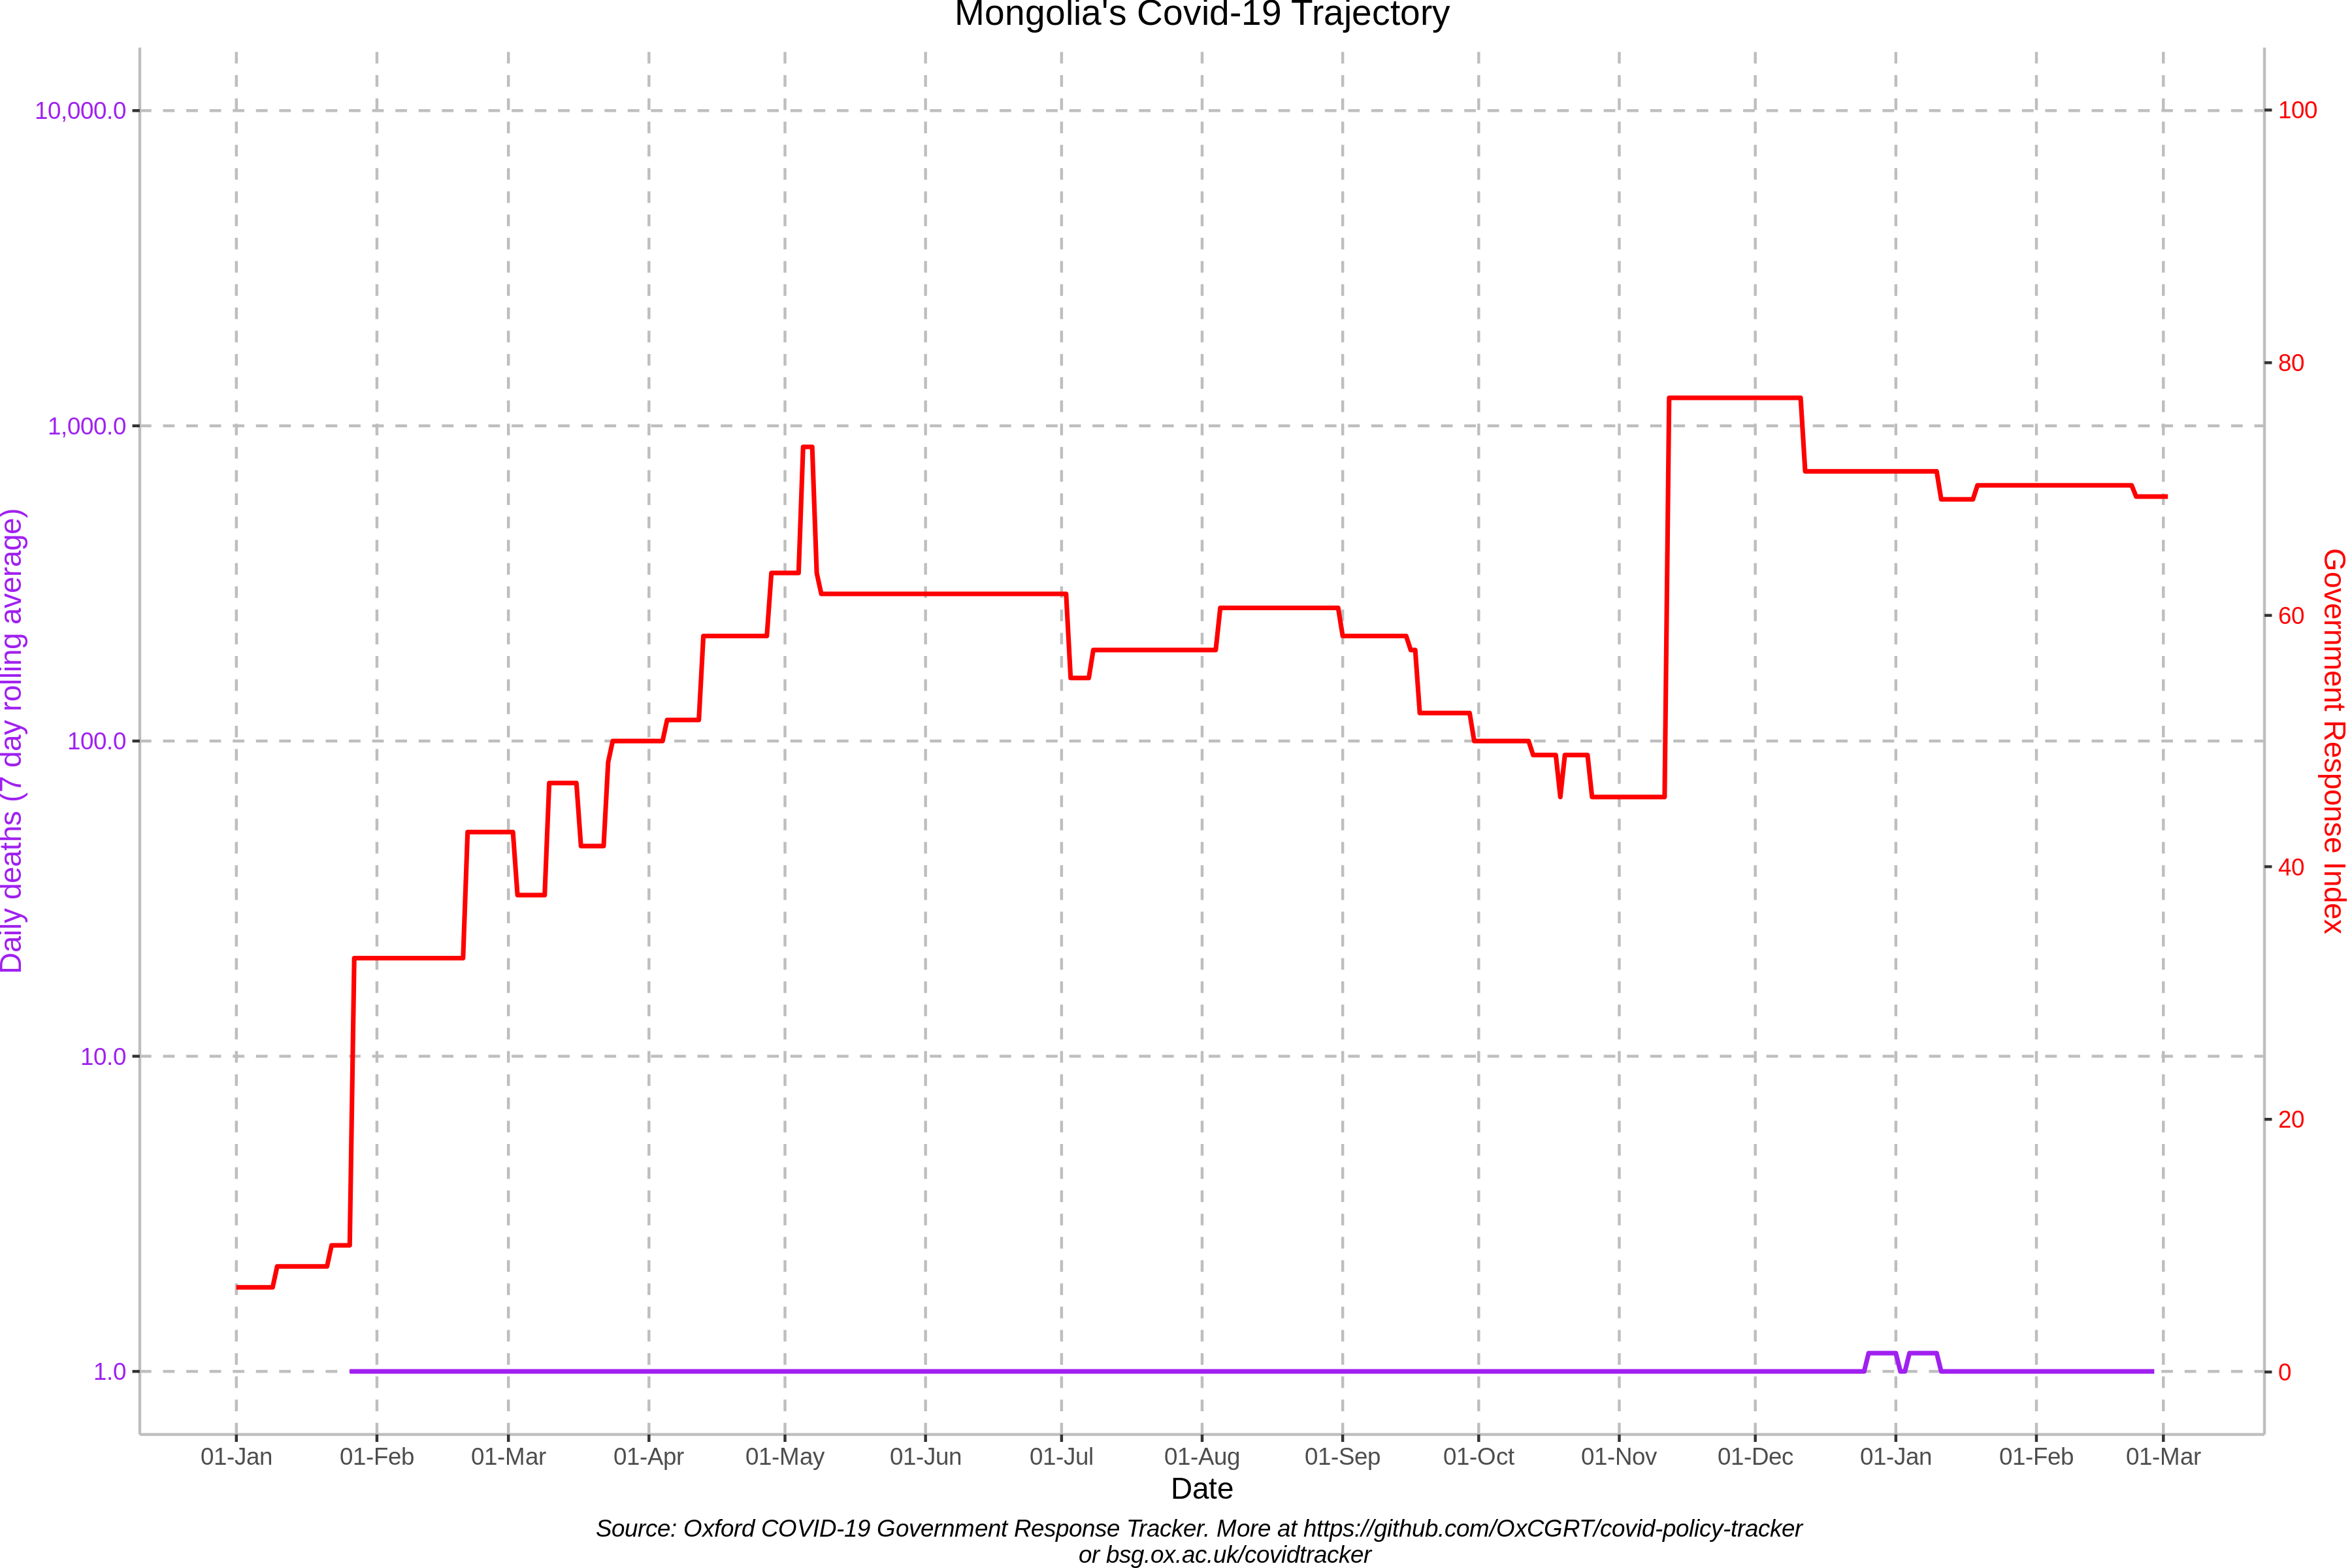 Mongolia's Covid-19 Trajectory
10,000.0
1,000.0
100.0
10.0
1.0
Daily deaths (7 day rolling average)
100
80
60
40
20
0
Government Response Index
01-Jan 01-Feb 01-Mar 01-Apr 01-May 01-Jun 01-Jul 01-Aug 01-Sep 01-Oct 01-Nov 01-Dec 01-Jan 01-Feb 01-Mar
Date
Source: Oxford COVID-19 Government Response Tracker. More at https://github.com/OxCGRT/covid-policy-tracker
or bsg.ox.ac.uk/covidtracker